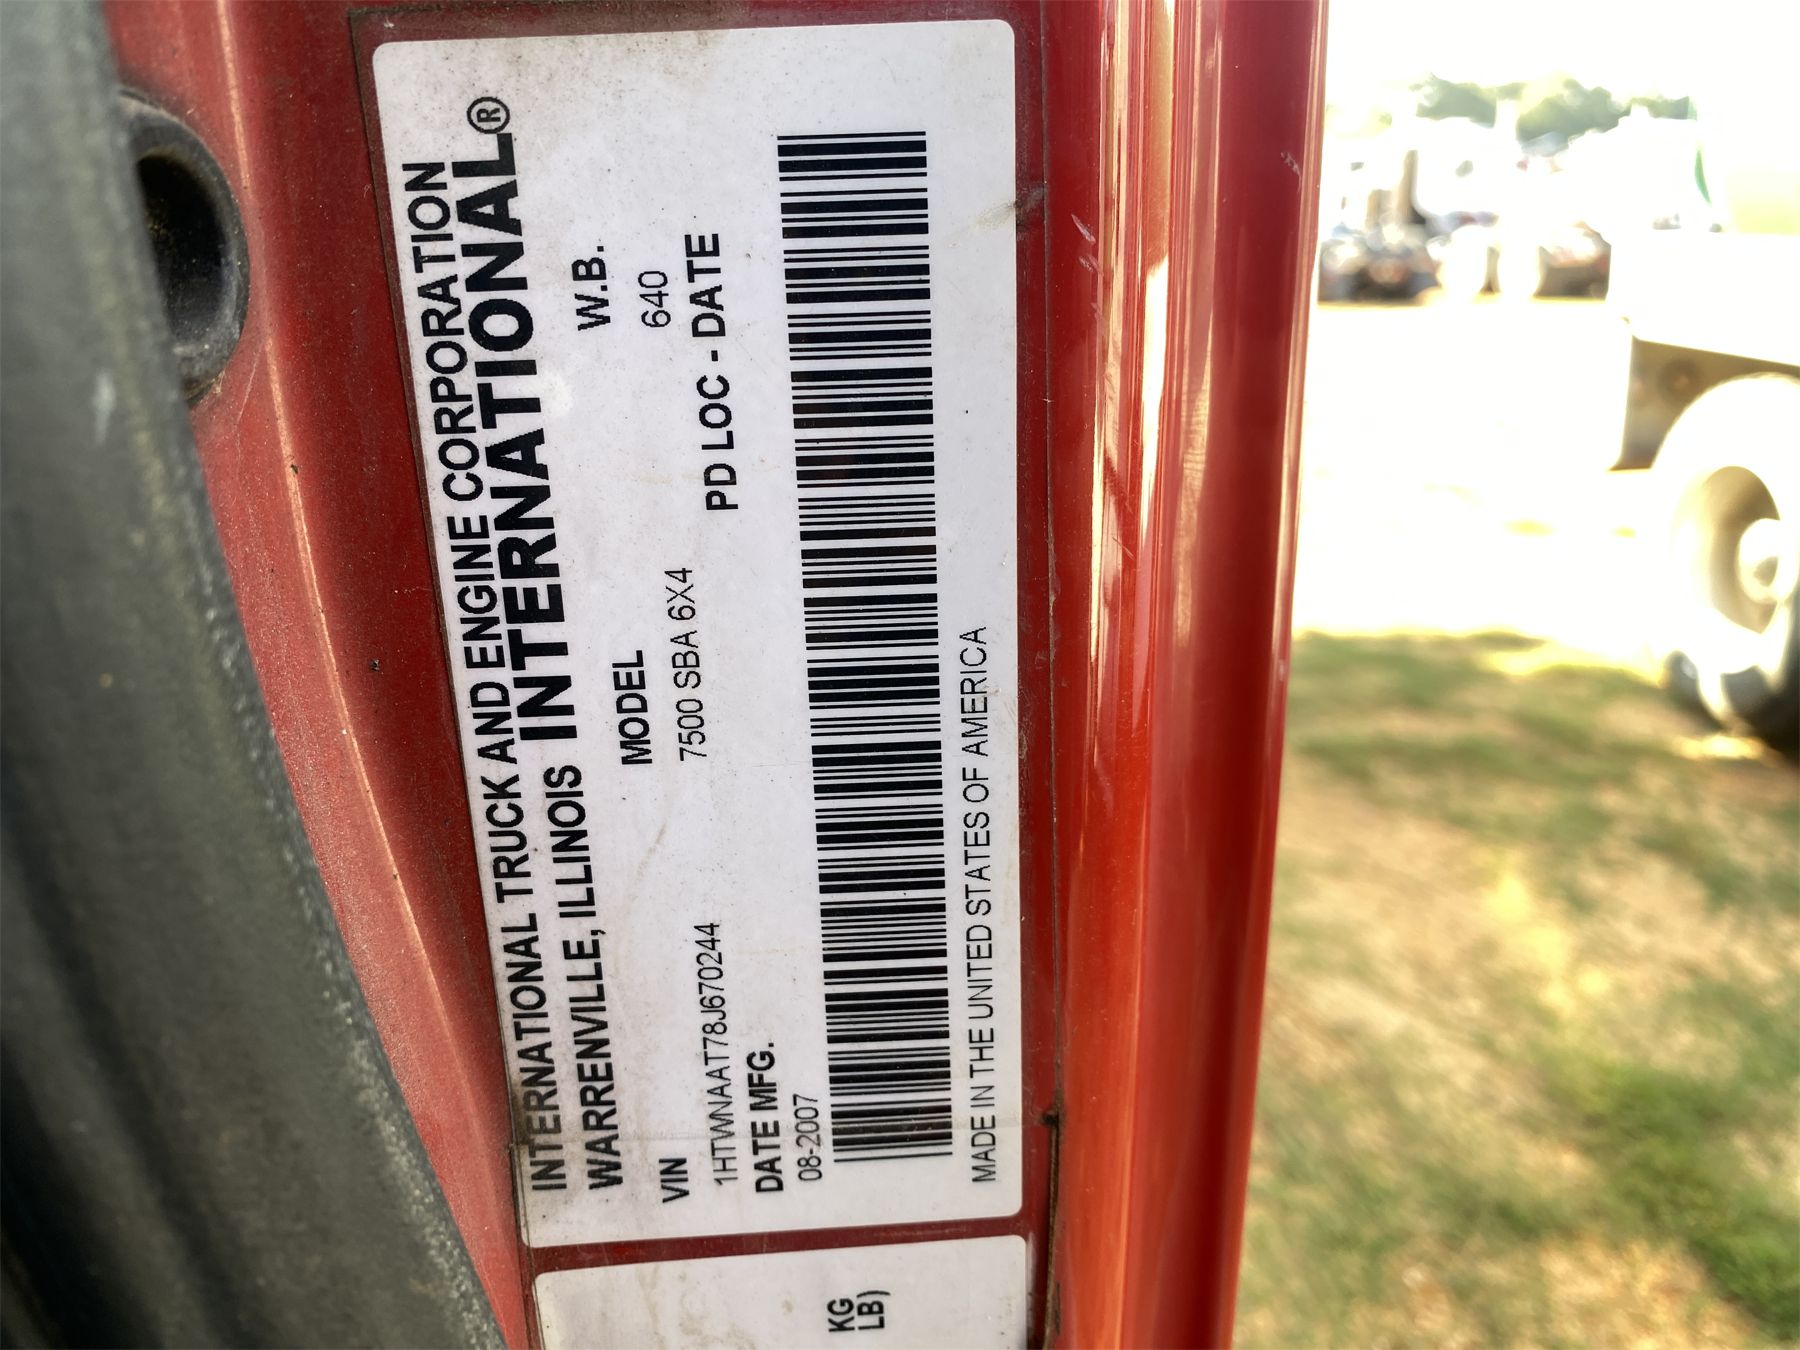 INTERNATIONAL TRUCK AND ENGINE CORPORATION
WARRENVILLE, ILLINOIS INTERNATIONAL®
MODEL W.B.
VIN 7500 SBA 6X4 640
1HTWNAAT78J670244 PD LOC - DATE
DATE MFG.
08-2007
MADE IN THE UNITED STATES OF AMERICA
KG
LB)